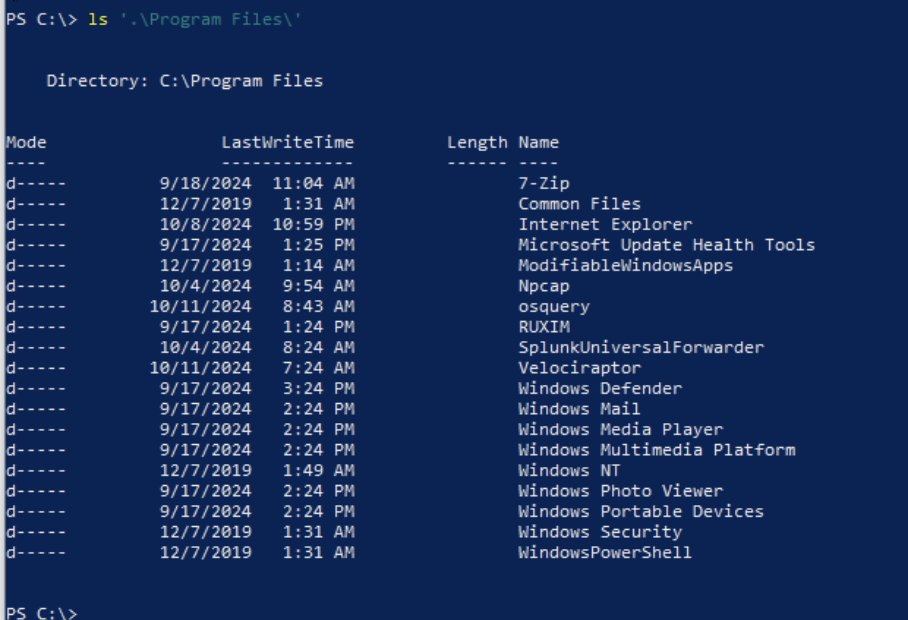 PS C:\> ls '.\Program Files\'
Directory: C:\Program Files
Mode LastWriteTime Length Name
---- ------------- ------ ----
d----- 9/18/2024 11:04 AM 7-Zip
d----- 12/7/2019 1:31 AM Common Files
d----- 10/8/2024 10:59 PM Internet Explorer
d----- 9/17/2024 1:25 PM Microsoft Update Health Tools
d----- 12/7/2019 1:14 AM ModifiableWindowsApps
d----- 10/4/2024 9:54 AM Npcap
d----- 10/11/2024 8:43 AM osquery
d----- 9/17/2024 1:24 PM RUXIM
d----- 10/4/2024 8:24 AM SplunkUniversalForwarder
d----- 10/11/2024 7:24 AM Velociraptor
d----- 9/17/2024 3:24 PM Windows Defender
d----- 9/17/2024 2:24 PM Windows Mail
d----- 9/17/2024 2:24 PM Windows Media Player
d----- 9/17/2024 2:24 PM Windows Multimedia Platform
d----- 12/7/2019 1:49 AM Windows NT
d----- 9/17/2024 2:24 PM Windows Photo Viewer
d----- 9/17/2024 2:24 PM Windows Portable Devices
d----- 12/7/2019 1:31 AM Windows Security
d----- 12/7/2019 1:31 AM WindowsPowerShell
PS C:\>